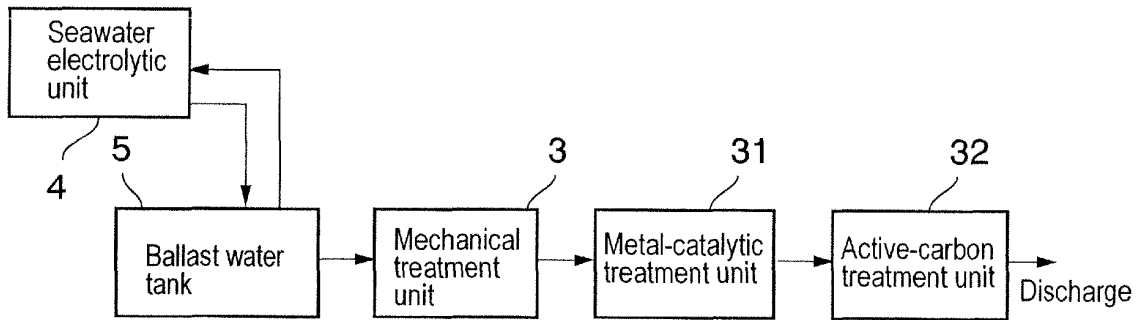 Seawater
electrolytic
unit
4
5
Ballast water
tank
3
Mechanical
treatment
unit
31
Metal-catalytic
treatment unit
32
Active-carbon
treatment unit
Discharge